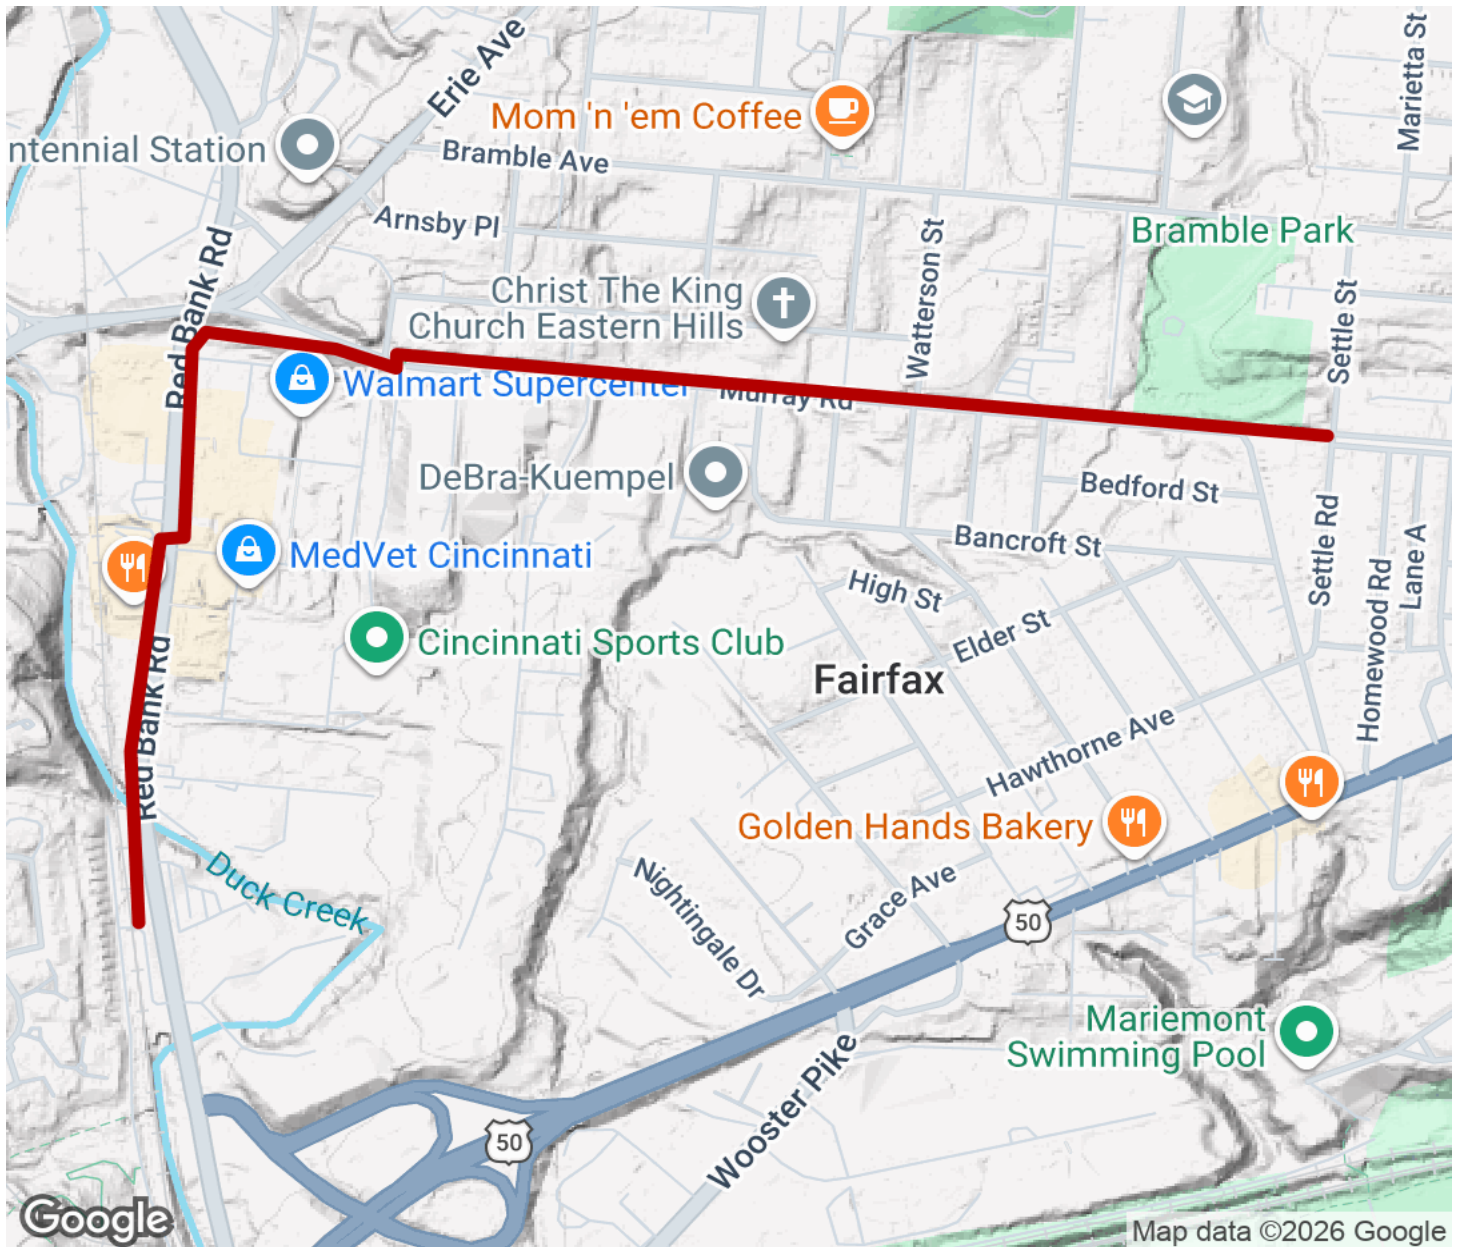 Erie Ave
Marietta St
Mom 'n 'em Coffee
ntennial Station
Bramble Ave
Arnsby Pl
Bramble Park
Red Bank Rd
Christ The King
Church Eastern Hills
Watterson St
Settle St
Walmart Supercenter
Murray Rd
DeBra-Kuempel
Bedford St
Bancroft St
MedVet Cincinnati
Settle Rd
Lane A
Homewood Rd
High St
Elder St
Cincinnati Sports Club
Fairfax
Red Bank Rd
Hawthorne Ave
Golden Hands Bakery
Duck Creek
Nightingale Dr
Grace Ave
50
Mariemont
Swimming Pool
Wooster Pike
50
Google
Map data ©2026 Google